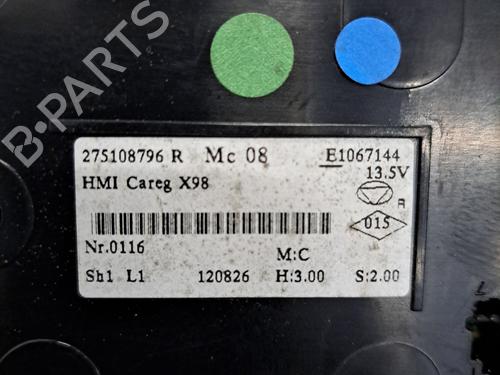 B-PARTS
275108796 R Mc 08 E1067144
HMI Careg X98 13.5V
R
015
Nr.0116 M:C
Sh1 L1 120826 H:3.00 S:2.00